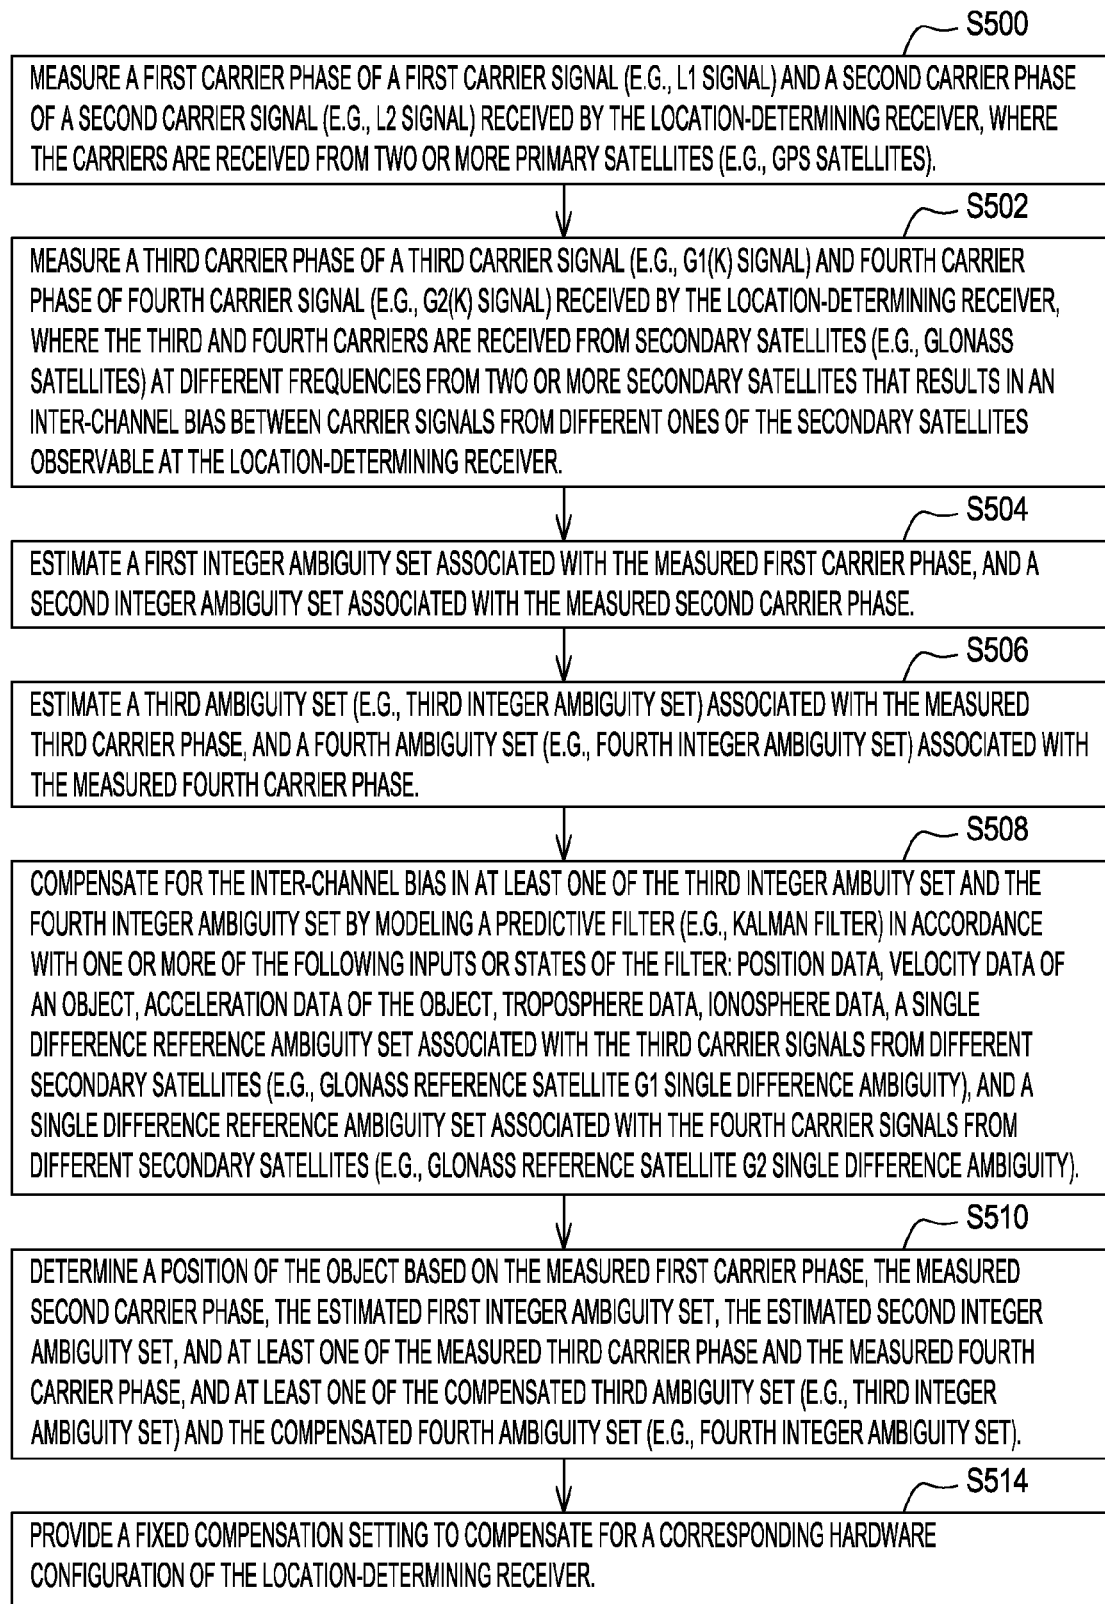 S500
MEASURE A FIRST CARRIER PHASE OF A FIRST CARRIER SIGNAL (E.G., L1 SIGNAL) AND A SECOND CARRIER PHASE
OF A SECOND CARRIER SIGNAL (E.G., L2 SIGNAL) RECEIVED BY THE LOCATION-DETERMINING RECEIVER, WHERE
THE CARRIERS ARE RECEIVED FROM TWO OR MORE PRIMARY SATELLITES (E.G., GPS SATELLITES).
S502
MEASURE A THIRD CARRIER PHASE OF A THIRD CARRIER SIGNAL (E.G., G1(K) SIGNAL) AND FOURTH CARRIER
PHASE OF FOURTH CARRIER SIGNAL (E.G., G2(K) SIGNAL) RECEIVED BY THE LOCATION-DETERMINING RECEIVER,
WHERE THE THIRD AND FOURTH CARRIERS ARE RECEIVED FROM SECONDARY SATELLITES (E.G., GLONASS
SATELLITES) AT DIFFERENT FREQUENCIES FROM TWO OR MORE SECONDARY SATELLITES THAT RESULTS IN AN
INTER-CHANNEL BIAS BETWEEN CARRIER SIGNALS FROM DIFFERENT ONES OF THE SECONDARY SATELLITES
OBSERVABLE AT THE LOCATION-DETERMINING RECEIVER.
S504
ESTIMATE A FIRST INTEGER AMBIGUITY SET ASSOCIATED WITH THE MEASURED FIRST CARRIER PHASE, AND A
SECOND INTEGER AMBIGUITY SET ASSOCIATED WITH THE MEASURED SECOND CARRIER PHASE.
S506
ESTIMATE A THIRD AMBIGUITY SET (E.G., THIRD INTEGER AMBIGUITY SET) ASSOCIATED WITH THE MEASURED
THIRD CARRIER PHASE, AND A FOURTH AMBIGUITY SET (E.G., FOURTH INTEGER AMBIGUITY SET) ASSOCIATED WITH
THE MEASURED FOURTH CARRIER PHASE.
S508
COMPENSATE FOR THE INTER-CHANNEL BIAS IN AT LEAST ONE OF THE THIRD INTEGER AMBUITY SET AND THE
FOURTH INTEGER AMBIGUITY SET BY MODELING A PREDICTIVE FILTER (E.G., KALMAN FILTER) IN ACCORDANCE
WITH ONE OR MORE OF THE FOLLOWING INPUTS OR STATES OF THE FILTER: POSITION DATA, VELOCITY DATA OF
AN OBJECT, ACCELERATION DATA OF THE OBJECT, TROPOSPHERE DATA, IONOSPHERE DATA, A SINGLE
DIFFERENCE REFERENCE AMBIGUITY SET ASSOCIATED WITH THE THIRD CARRIER SIGNALS FROM DIFFERENT
SECONDARY SATELLITES (E.G., GLONASS REFERENCE SATELLITE G1 SINGLE DIFFERENCE AMBIGUITY), AND A
SINGLE DIFFERENCE REFERENCE AMBIGUITY SET ASSOCIATED WITH THE FOURTH CARRIER SIGNALS FROM
DIFFERENT SECONDARY SATELLITES (E.G., GLONASS REFERENCE SATELLITE G2 SINGLE DIFFERENCE AMBIGUITY).
S510
DETERMINE A POSITION OF THE OBJECT BASED ON THE MEASURED FIRST CARRIER PHASE, THE MEASURED
SECOND CARRIER PHASE, THE ESTIMATED FIRST INTEGER AMBIGUITY SET, THE ESTIMATED SECOND INTEGER
AMBIGUITY SET, AND AT LEAST ONE OF THE MEASURED THIRD CARRIER PHASE AND THE MEASURED FOURTH
CARRIER PHASE, AND AT LEAST ONE OF THE COMPENSATED THIRD AMBIGUITY SET (E.G., THIRD INTEGER
AMBIGUITY SET) AND THE COMPENSATED FOURTH AMBIGUITY SET (E.G., FOURTH INTEGER AMBIGUITY SET).
S514
PROVIDE A FIXED COMPENSATION SETTING TO COMPENSATE FOR A CORRESPONDING HARDWARE
CONFIGURATION OF THE LOCATION-DETERMINING RECEIVER.